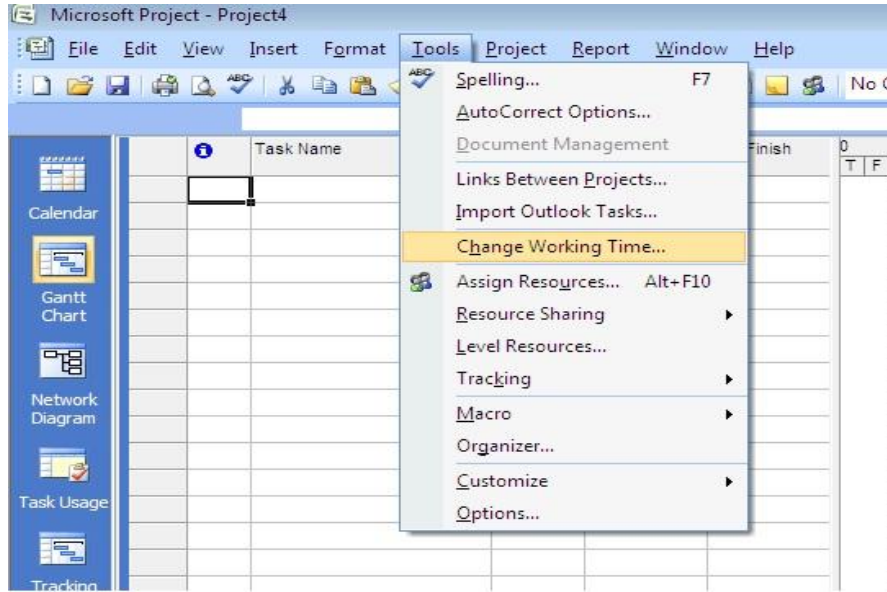 Microsoft Project - Project4
File Edit View Insert Format Tools Project Report Window Help
ABC ABC No
Spelling... F7
AutoCorrect Options...
Document Management
Links Between Projects...
Import Outlook Tasks...
Change Working Time...
Assign Resources... Alt+F10
Resource Sharing
Level Resources...
Tracking
Macro
Organizer...
Customize
Options...
Task Name Finish 0
T F
Calendar
Gantt
Chart
Network
Diagram
Task Usage
Tracking